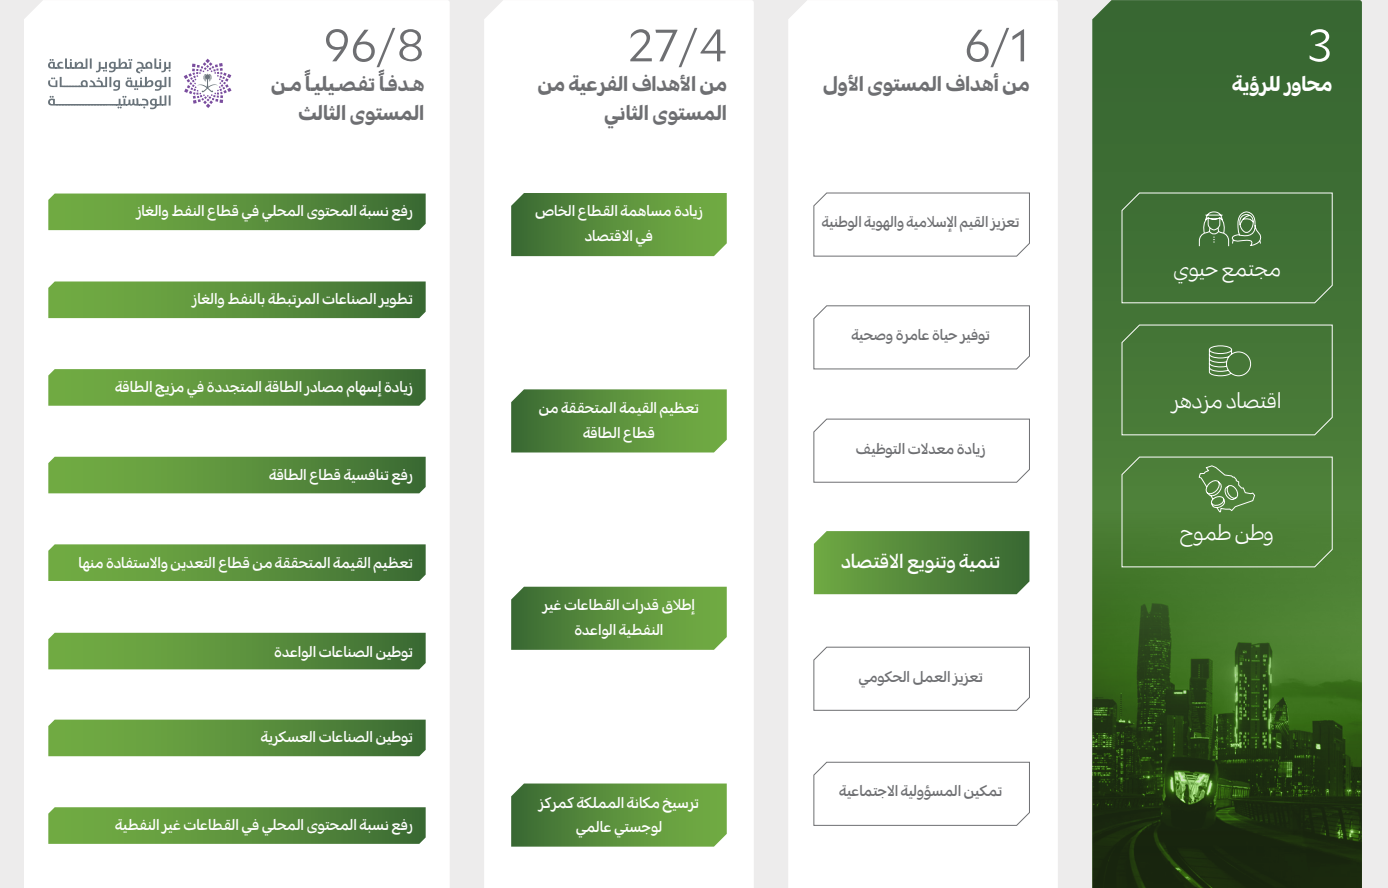 3
محاور للرؤية
مجتمع حيوي
اقتصاد مزدهر
وطن طموح
6/1
من أهداف المستوى الأول
تعزيز القيم الإسلامية والهوية الوطنية
توفير حياة عامرة وصحية
زيادة معدلات التوظيف
تنمية وتنويع الاقتصاد
تعزيز العمل الحكومي
تمكين المسؤولية الاجتماعية
27/4
من الأهداف الفرعية من
المستوى الثاني
زيادة مساهمة القطاع الخاص
في الاقتصاد
تعظيم القيمة المتحققة من
قطاع الطاقة
إطلاق قدرات القطاعات غير
النفطية الواعدة
ترسيخ مكانة المملكة كمركز
لوجستي عالمي
96/8
هدفاً تفصيلياً من
المستوى الثالث
برنامج تطوير الصناعة
الوطنية والخدمـــات
اللوجستيـــــــــة
رفع نسبة المحتوى المحلي في قطاع النفط والغاز
تطوير الصناعات المرتبطة بالنفط والغاز
زيادة إسهام مصادر الطاقة المتجددة في مزيج الطاقة
رفع تنافسية قطاع الطاقة
تعظيم القيمة المتحققة من قطاع التعدين والاستفادة منها
توطين الصناعات الواعدة
توطين الصناعات العسكرية
رفع نسبة المحتوى المحلي في القطاعات غير النفطية